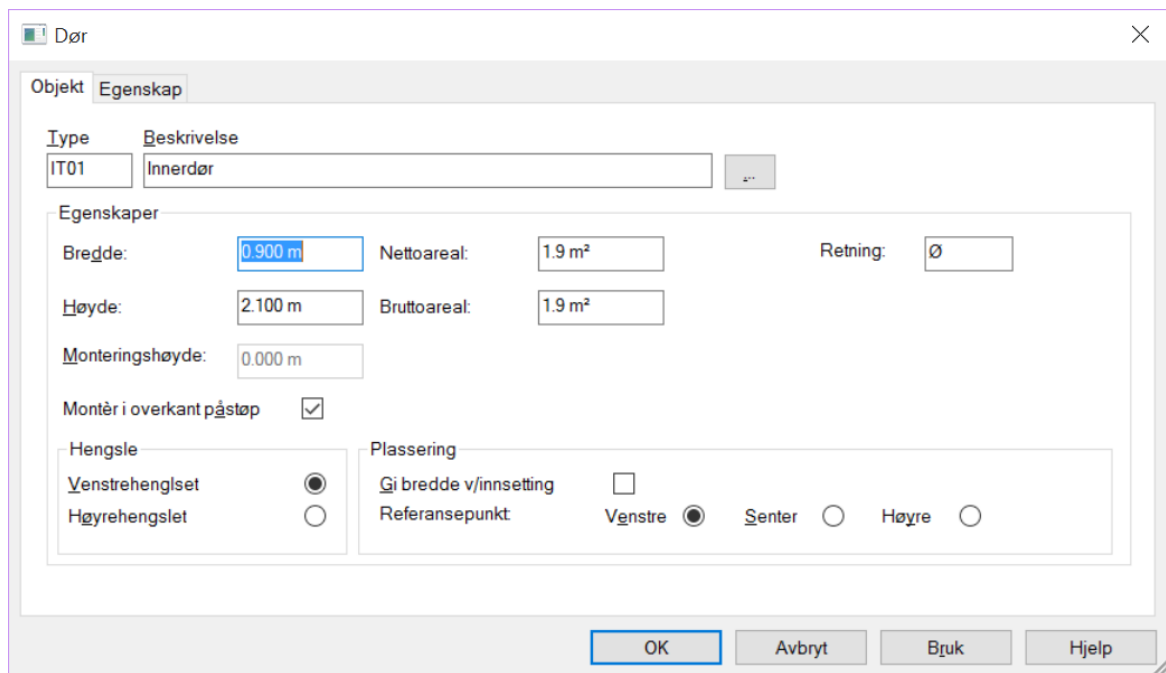 Dør
Objekt Egenskap
Type Beskrivelse
IT01 Innerdør ...
Egenskaper
Bredde: 0.900 m Nettoareal: 1.9 m² Retning: Ø
Høyde: 2.100 m Bruttoareal: 1.9 m²
Monteringshøyde: 0.000 m
Montèr i overkant påstøp
Hengsle Plassering
Venstrehenglset Gi bredde v/innsetting
Høyrehengslet Referansepunkt: Venstre Senter Høyre
OK Avbryt Bruk Hjelp